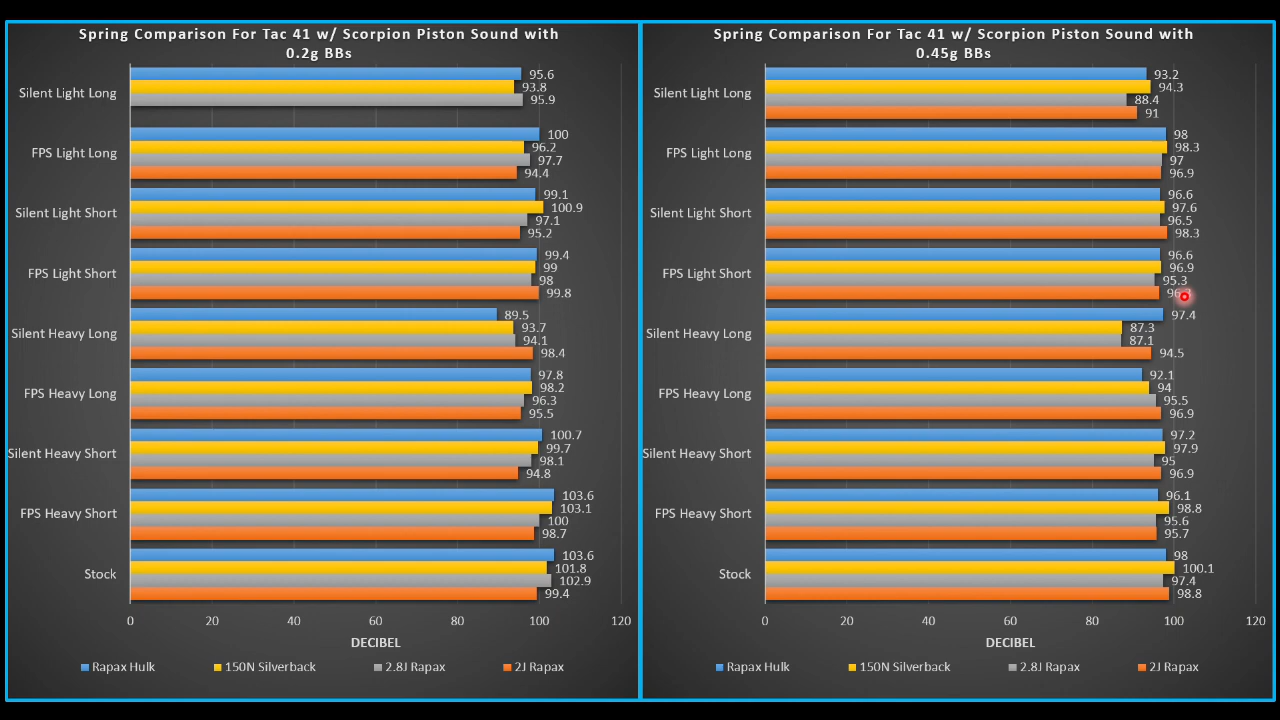 Spring Comparison For Tac 41 w/ Scorpion Piston Sound with
0.2g BBs
Silent Light Long
95.6
93.8
95.9
FPS Light Long
100
96.2
97.7
94.4
Silent Light Short
99.1
100.9
97.1
95.2
FPS Light Short
99.4
99
98
99.8
Silent Heavy Long
89.5
93.7
94.1
98.4
FPS Heavy Long
97.8
98.2
96.3
95.5
Silent Heavy Short
100.7
99.7
98.1
94.8
FPS Heavy Short
103.6
103.1
100
98.7
Stock
103.6
101.8
102.9
99.4
0 20 40 60 80 100 120
DECIBEL
Rapax Hulk 150N Silverback 2.8J Rapax 2J Rapax
Spring Comparison For Tac 41 w/ Scorpion Piston Sound with
0.45g BBs
Silent Light Long
93.2
94.3
88.4
91
FPS Light Long
98
98.3
97
96.9
Silent Light Short
96.6
97.6
96.5
98.3
FPS Light Short
96.6
96.9
95.3
Silent Heavy Long
97.4
87.3
87.1
94.5
FPS Heavy Long
92.1
94
95.5
96.9
Silent Heavy Short
97.2
97.9
95
96.9
FPS Heavy Short
96.1
98.8
95.6
95.7
Stock
98
100.1
97.4
98.8
0 20 40 60 80 100 120
DECIBEL
Rapax Hulk 150N Silverback 2.8J Rapax 2J Rapax